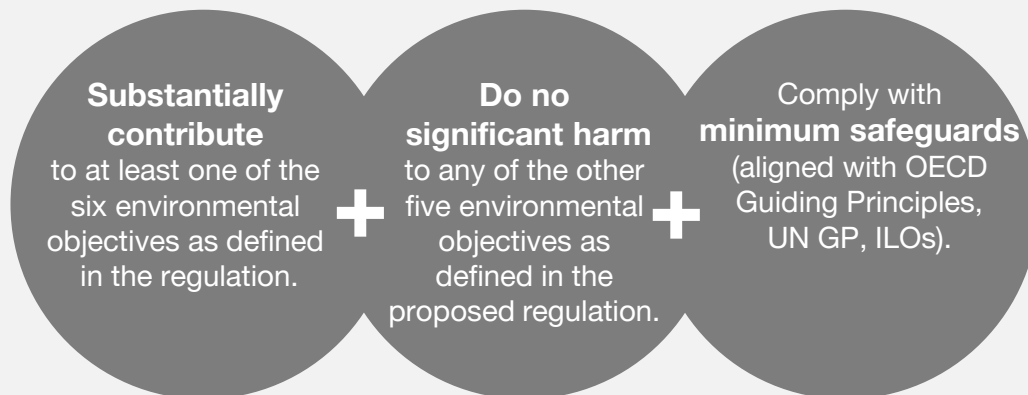 Substantially
contribute
to at least one of the
six environmental
objectives as defined
in the regulation.
+
Do no
significant harm
to any of the other
five environmental
objectives as
defined in the
proposed regulation.
+
Comply with
minimum safeguards
(aligned with OECD
Guiding Principles,
UN GP, ILOs).